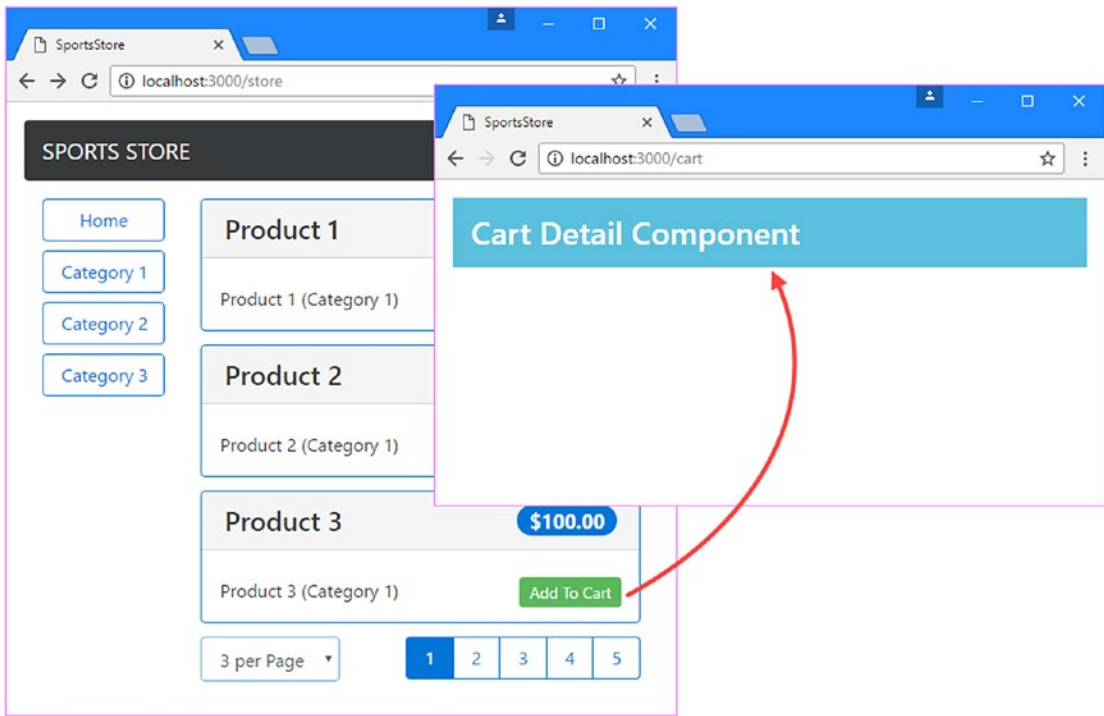 SportsStore
localhost:3000/store
SPORTS STORE
Home
Category 1
Category 2
Category 3
Product 1
Product 1 (Category 1)
Product 2
Product 2 (Category 1)
Product 3
$100.00
Product 3 (Category 1)
Add To Cart
3 per Page
1 2 3 4 5
SportsStore
localhost:3000/cart
Cart Detail Component